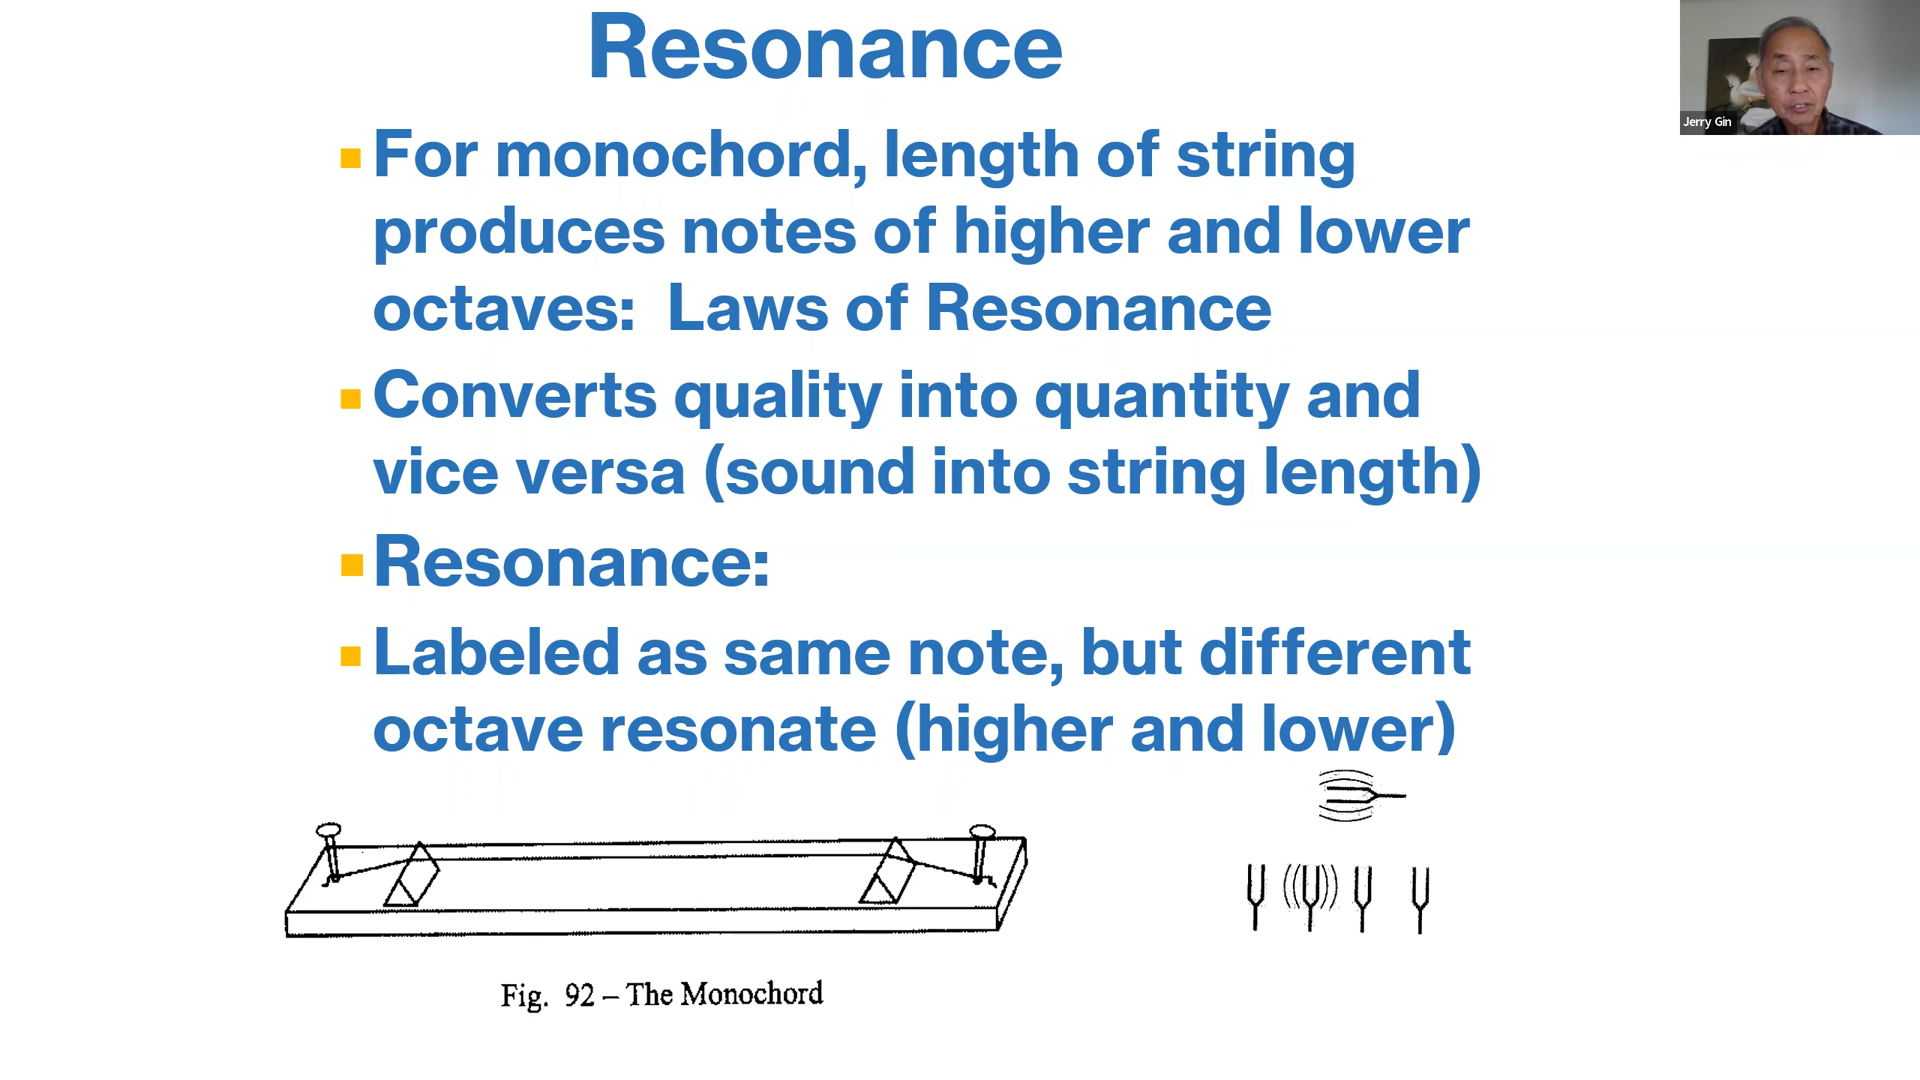 Resonance
For monochord, length of string
produces notes of higher and lower
octaves: Laws of Resonance
Converts quality into quantity and
vice versa (sound into string length)
Resonance:
Labeled as same note, but different
octave resonate (higher and lower)
Fig. 92 – The Monochord
Jerry Gin